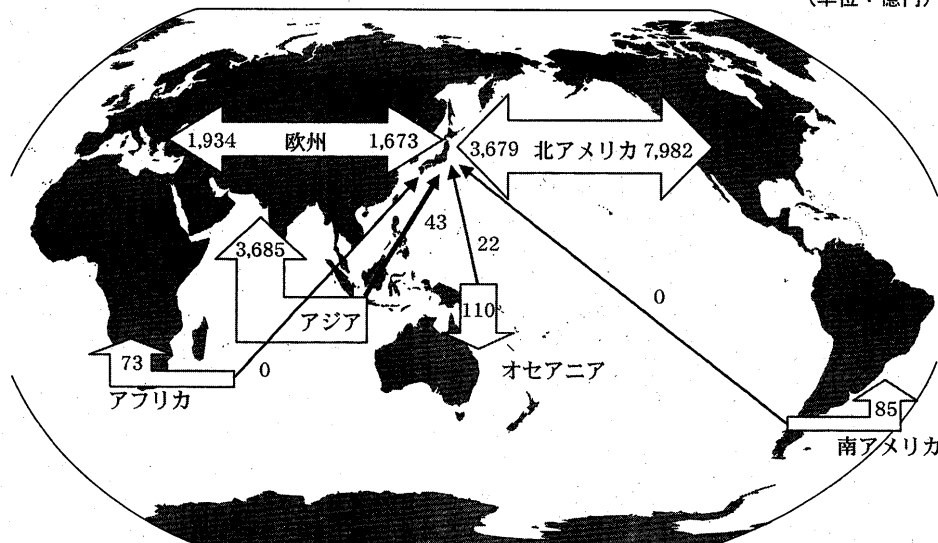 (単位：億円)
1,934 欧州 1,673
3,679 北アメリカ 7,982
43
22
3,685
0
アジア
110
73
0
オセアニア
アフリカ
85
南アメリカ